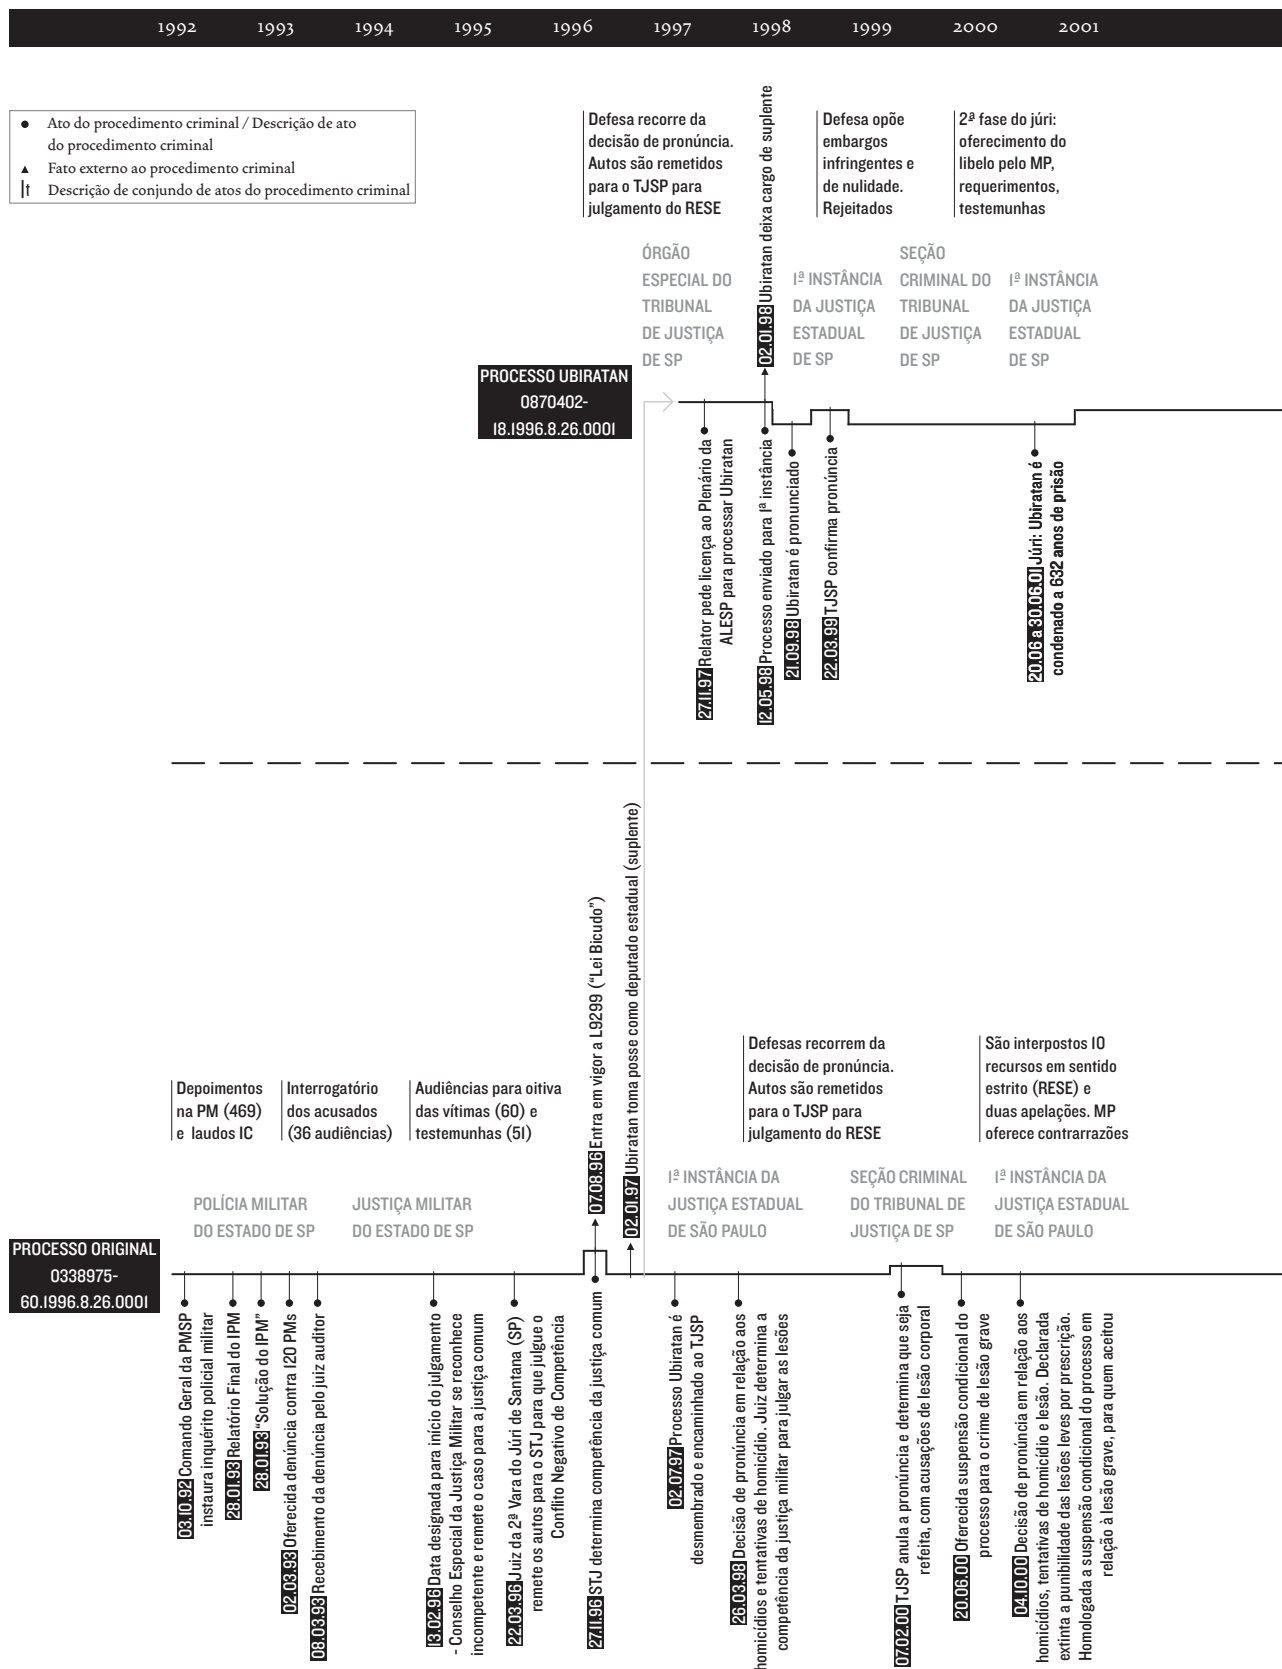 1992 1993 1994 1995 1996 1997 1998 1999 2000 2001
Ato do procedimento criminal / Descrição de ato
do procedimento criminal
Fato externo ao procedimento criminal
Descrição de conjundo de atos do procedimento criminal
Defesa recorre da
decisão de pronúncia.
Autos são remetidos
para o TJSP para
julgamento do RESE
02.01.98 Ubiratan deixa cargo de suplente
Defesa opõe
embargos
infringentes e
de nulidade.
Rejeitados
2ª fase do júri:
oferecimento do
libelo pelo MP,
requerimentos,
testemunhas
ÓRGÃO
ESPECIAL DO
TRIBUNAL
DE JUSTIÇA
DE SP
1ª INSTÂNCIA
DA JUSTIÇA
ESTADUAL
DE SP
SEÇÃO
CRIMINAL DO
TRIBUNAL
DE JUSTIÇA
DE SP
1ª INSTÂNCIA
DA JUSTIÇA
ESTADUAL
DE SP
PROCESSO UBIRATAN
0870402-
18.1996.8.26.0001
27.11.97 Relator pede licença ao Plenário da
ALESP para processar Ubiratan
12.05.98 Processo enviado para 1ª instância
21.09.98 Ubiratan é pronunciado
22.03.99 TJSP confirma pronúncia
20.06 a 30.06.01 Júri: Ubiratan é
condenado a 632 anos de prisão
07.08.96 Entra em vigor a L9299 ("Lei Bicudo")
02.01.97 Ubiratan toma posse como deputado estadual (suplente)
Depoimentos
na PM (469)
e laudos IC
Interrogatório
dos acusados
(36 audiências)
Audiências para oitiva
das vítimas (60) e
testemunhas (51)
Defesas recorrem da
decisão de pronúncia.
Autos são remetidos
para o TJSP para
julgamento do RESE
São interpostos 10
recursos em sentido
estrito (RESE) e
duas apelações. MP
oferece contrarrazões
POLÍCIA MILITAR
DO ESTADO DE SP
JUSTIÇA MILITAR
DO ESTADO DE SP
1ª INSTÂNCIA DA
JUSTIÇA ESTADUAL
DE SÃO PAULO
SEÇÃO CRIMINAL
DO TRIBUNAL DE
JUSTIÇA DE SP
1ª INSTÂNCIA DA
JUSTIÇA ESTADUAL
DE SÃO PAULO
PROCESSO ORIGINAL
0338975-
60.1996.8.26.0001
03.10.92 Comando Geral da PMSP
instaura inquérito policial militar
28.01.93 Relatório Final do IPM
28.01.93 "Solução do IPM"
02.03.93 Oferecida denúncia contra 120 PMs
08.03.93 Recebimento da denúncia pelo juiz auditor
13.02.96 Data designada para início do julgamento
- Conselho Especial da Justiça Militar se reconhece
incompetente e remete o caso para a justiça comum
22.03.96 Juiz da 2ª Vara do Júri de Santana (SP)
remete os autos para o STJ para que julgue o
Conflito Negativo de Competência
27.11.96 STJ determina competência da justiça comum
02.07.97 Processo Ubiratan é
desmembrado e encaminhado ao TJSP
26.03.98 Decisão de pronúncia em relação aos
homicídios e tentativas de homicídio. Juiz determina a
competência da justiça militar para julgar as lesões
07.02.00 TJSP anula a pronúncia e determina que seja
refeita, com acusações de lesão corporal
20.06.00 Oferecida suspensão condicional do
processo para o crime de lesão grave
04.10.00 Decisão de pronúncia em relação aos
homicídios, tentativas de homicídio e lesão. Declarada
extinta a punibilidade das lesões leves por prescrição.
Homologada a suspensão condicional do processo em
relação à lesão grave, para quem aceitou